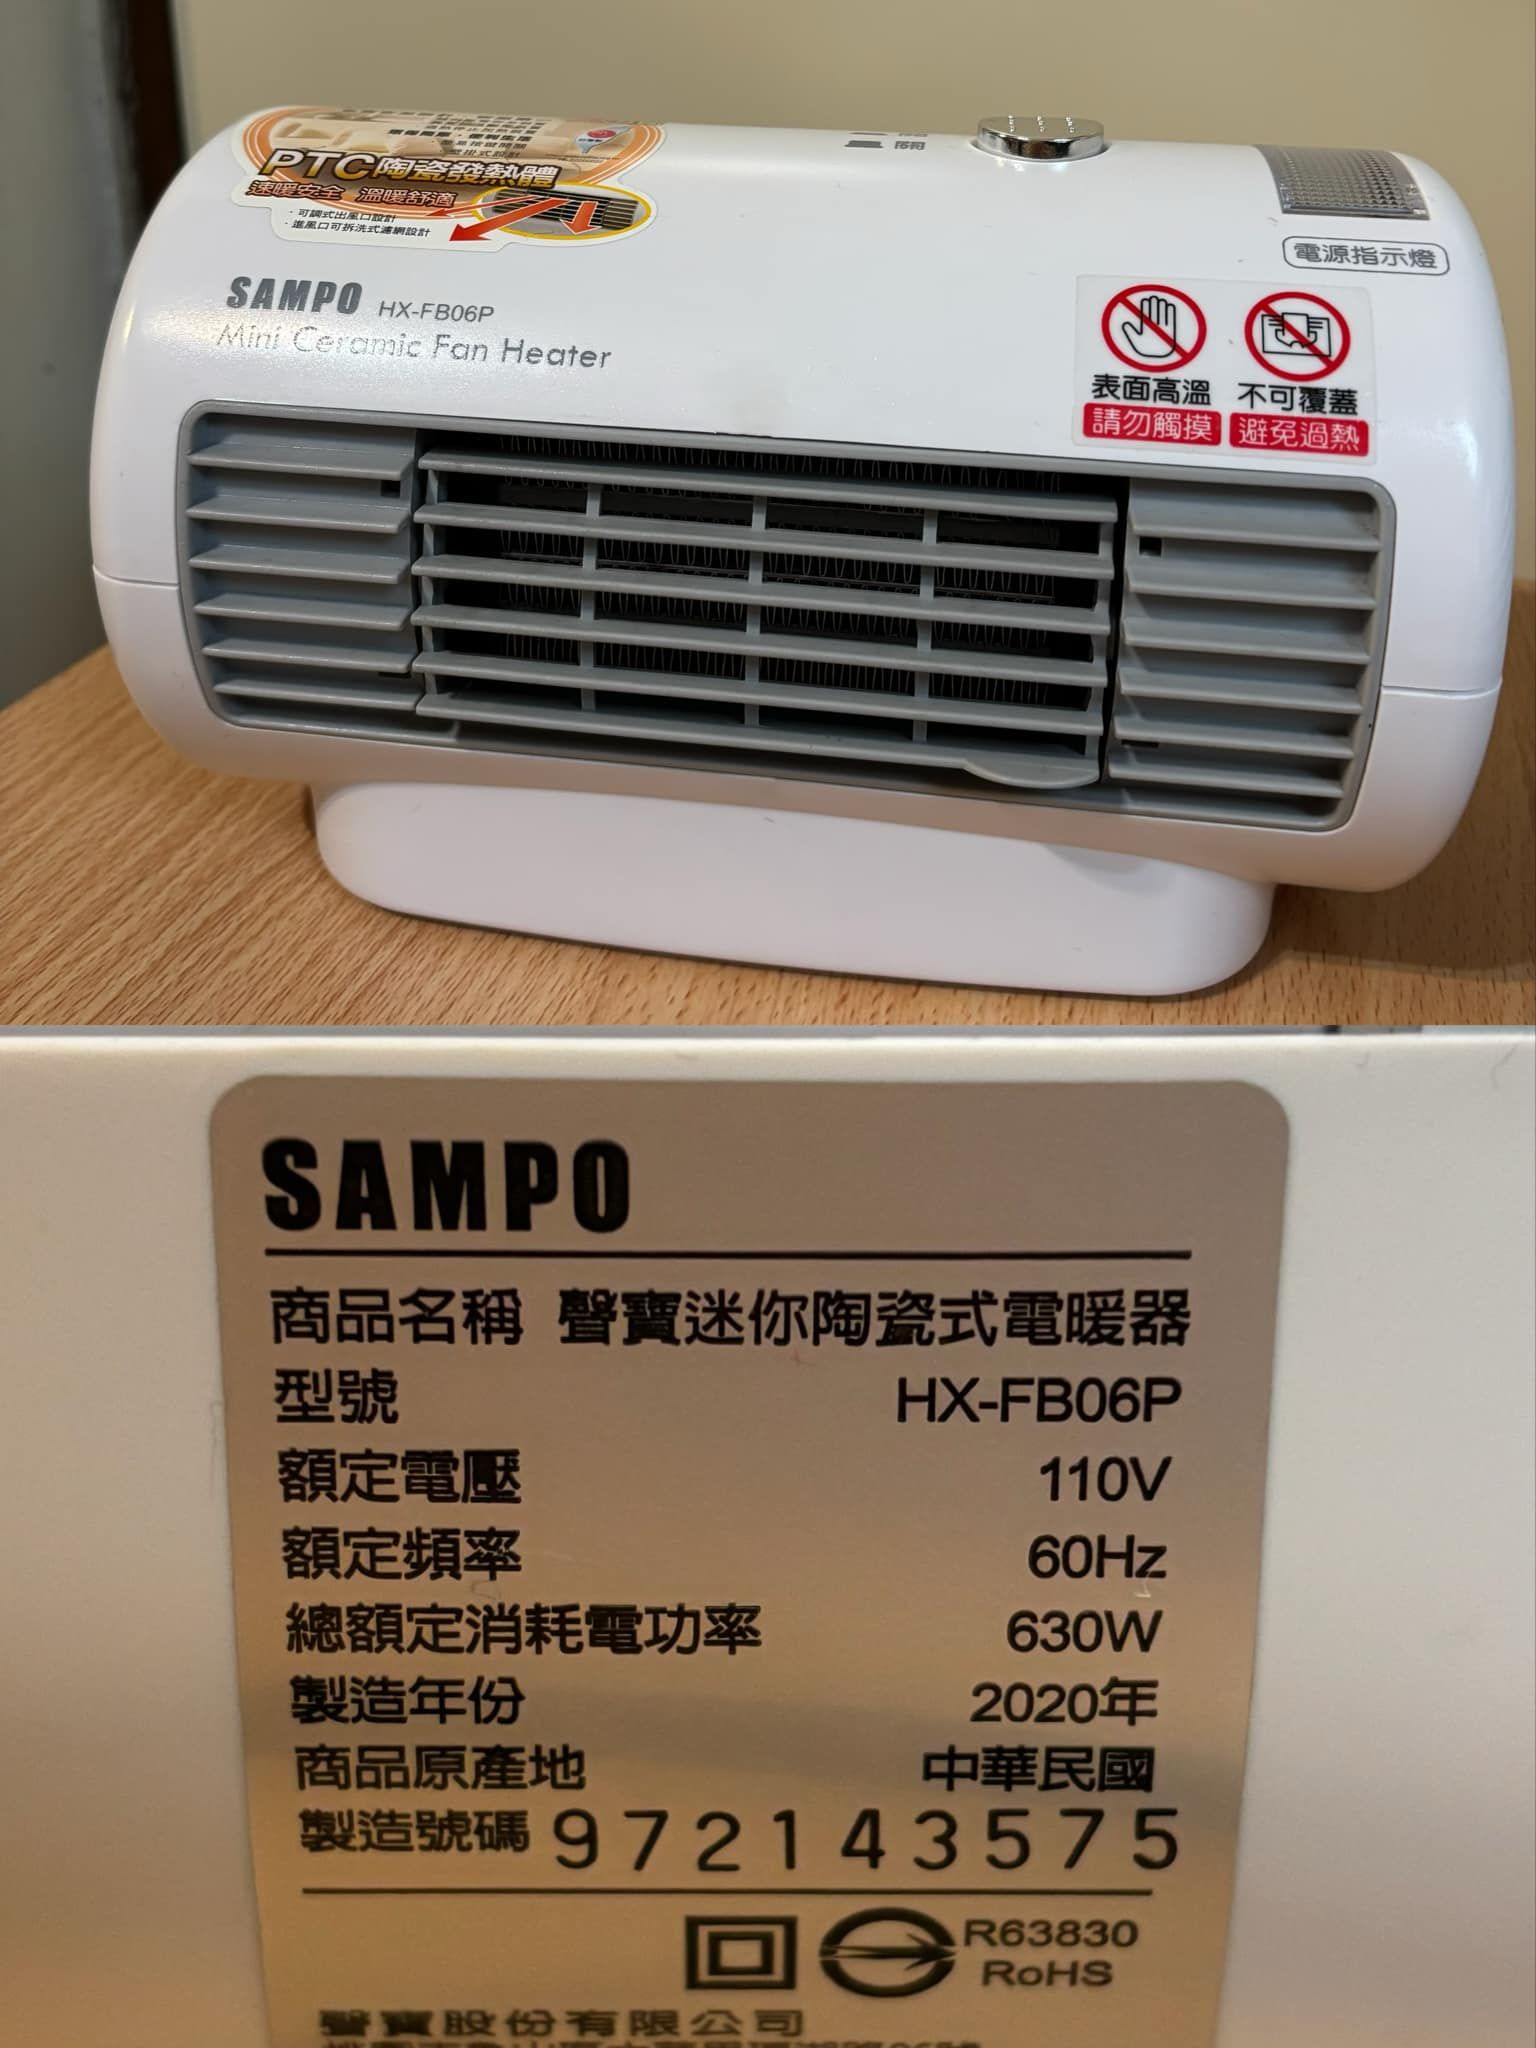 PTC陶瓷發熱體
速暖安全 溫暖舒適
·可調式出風口設計
·進風口可拆洗式濾網設計
電源指示燈
SAMPO HX-FB06P
Mini Ceramic Fan Heater
表面高溫 不可覆蓋
請勿觸摸 避免過熱
SAMPO
商品名稱 聲寶迷你陶瓷式電暖器
型號 HX-FB06P
額定電壓 110V
額定頻率 60Hz
總額定消耗電功率 630W
製造年份 2020年
商品原產地 中華民國
製造號碼 972143575
R63830
RoHS
聲寶股份有限公司